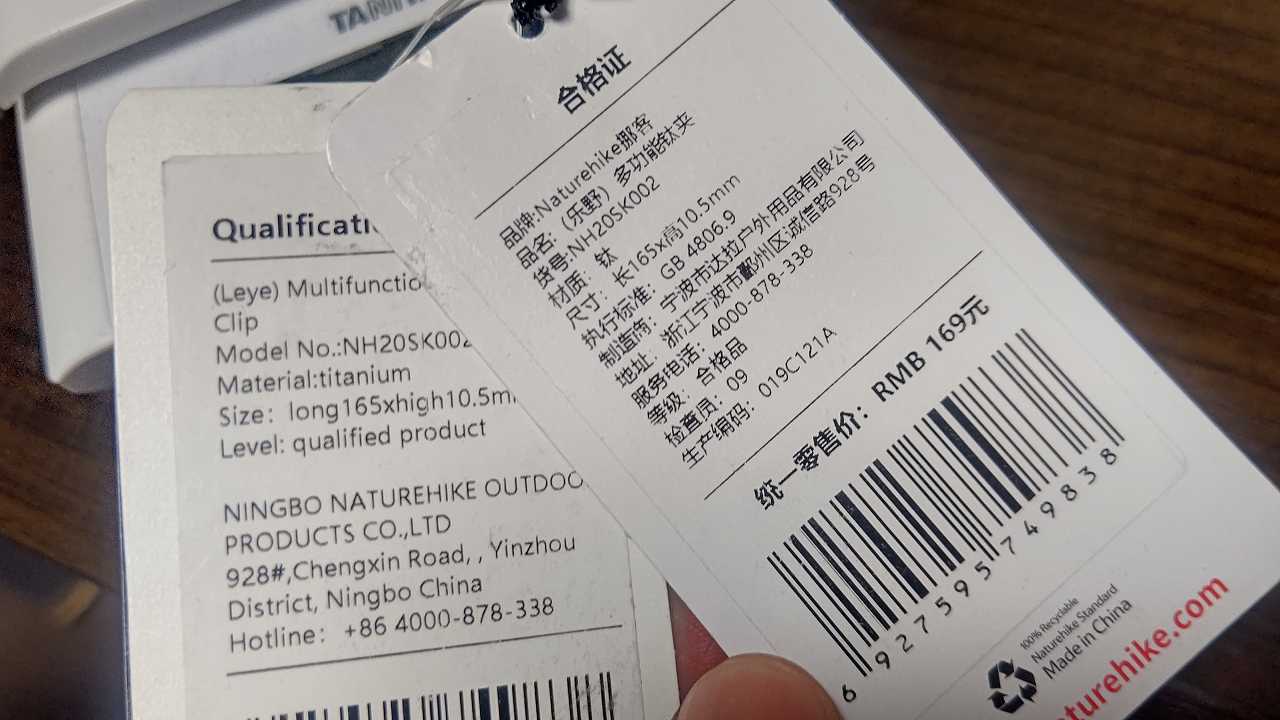 Qualificati
(Leye) Multifunctio
Clip
Model No.:NH20SK002
Material:titanium
Size: long165xhigh10.5m
Level: qualified product
NINGBO NATUREHIKE OUTDOO
PRODUCTS CO.,LTD
928#,Chengxin Road, , Yinzhou
District, Ningbo China
Hotline: +86 4000-878-338
合格证
品牌:Naturehike挪客
品名:（乐野）多功能钛夹
货号:NH20SK002
材质: 钛
尺寸: 长165x高10.5mm
执行标准: GB 4806.9
制造商: 宁波市达拉户外用品有限公司
地址: 浙江宁波市鄞州区诚信路928号
服务电话: 4000-878-338
等级: 合格品
检查员: 09
生产编码: 019C121A
统一零售价: RMB 169元
6 927595 749838
100% Recyclable
Naturehike Standard
Made in China
aturehike.com